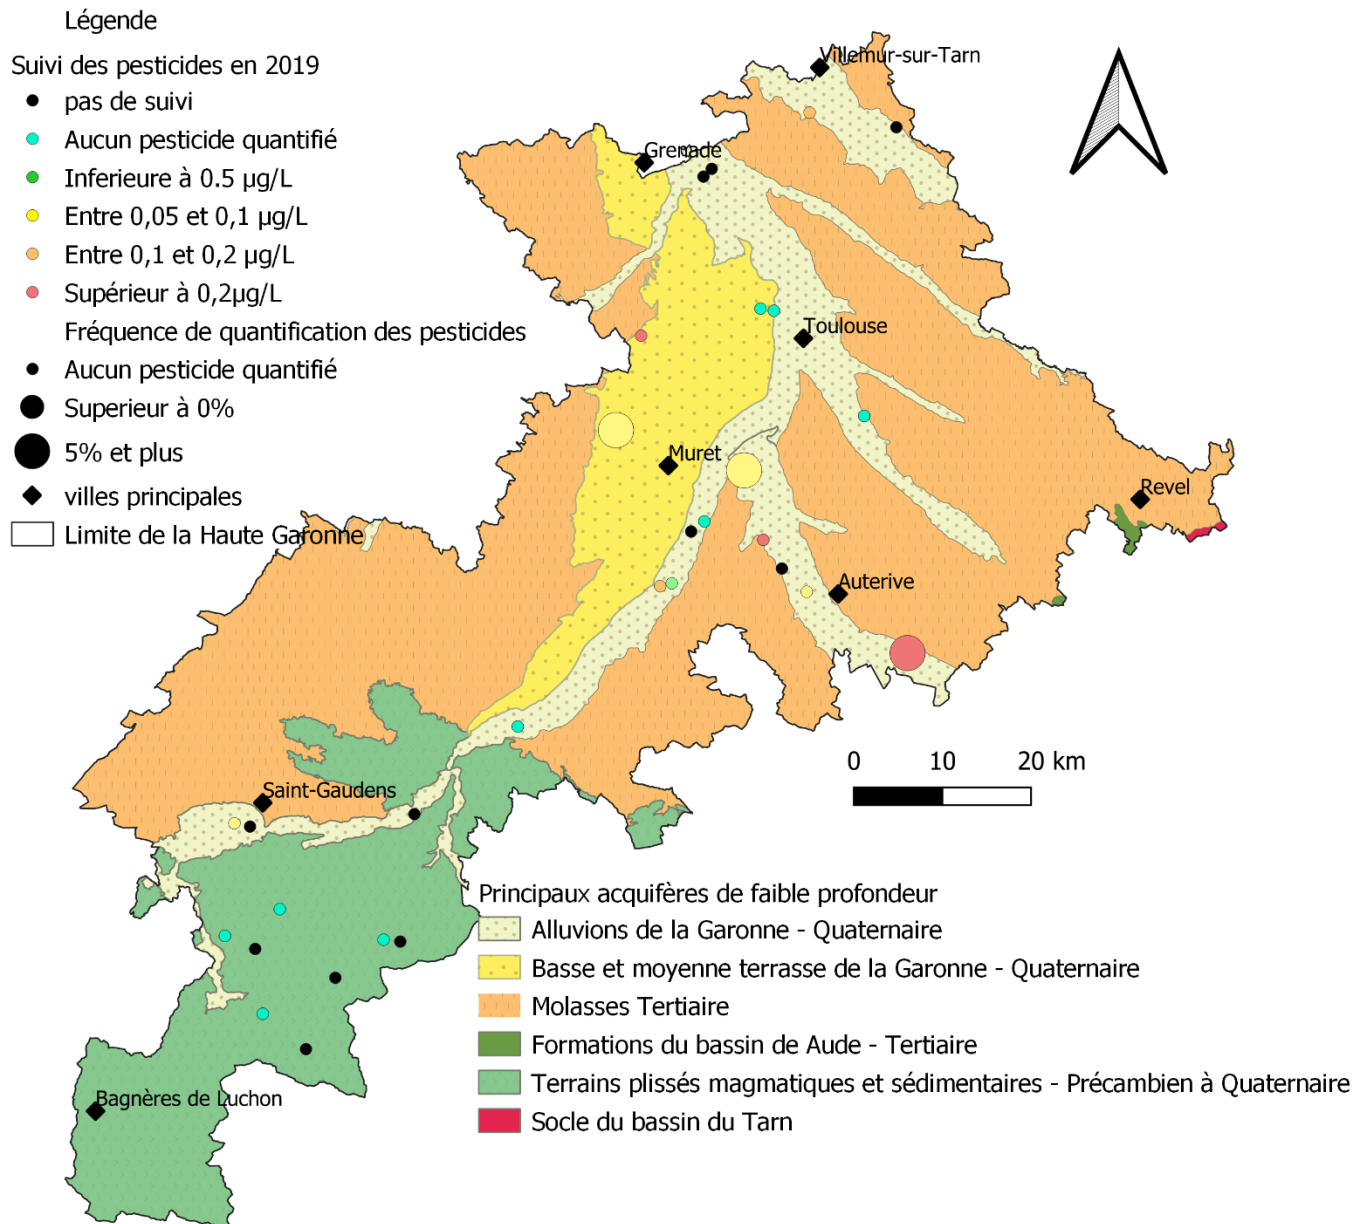 Légende
Suivi des pesticides en 2019
pas de suivi
Aucun pesticide quantifié
Inferieure à 0.5 µg/L
Entre 0,05 et 0,1 µg/L
Entre 0,1 et 0,2 µg/L
Supérieur à 0,2µg/L
Fréquence de quantification des pesticides
Aucun pesticide quantifié
Superieur à 0%
5% et plus
villes principales
Limite de la Haute Garonne
Villemur-sur-Tarn
Grenade
Toulouse
Muret
Revel
Auterive
Saint-Gaudens
Bagnères de Luchon
0 10 20 km
Principaux acquifères de faible profondeur
Alluvions de la Garonne - Quaternaire
Basse et moyenne terrasse de la Garonne - Quaternaire
Molasses Tertiaire
Formations du bassin de Aude - Tertiaire
Terrains plissés magmatiques et sédimentaires - Précambien à Quaternaire
Socle du bassin du Tarn